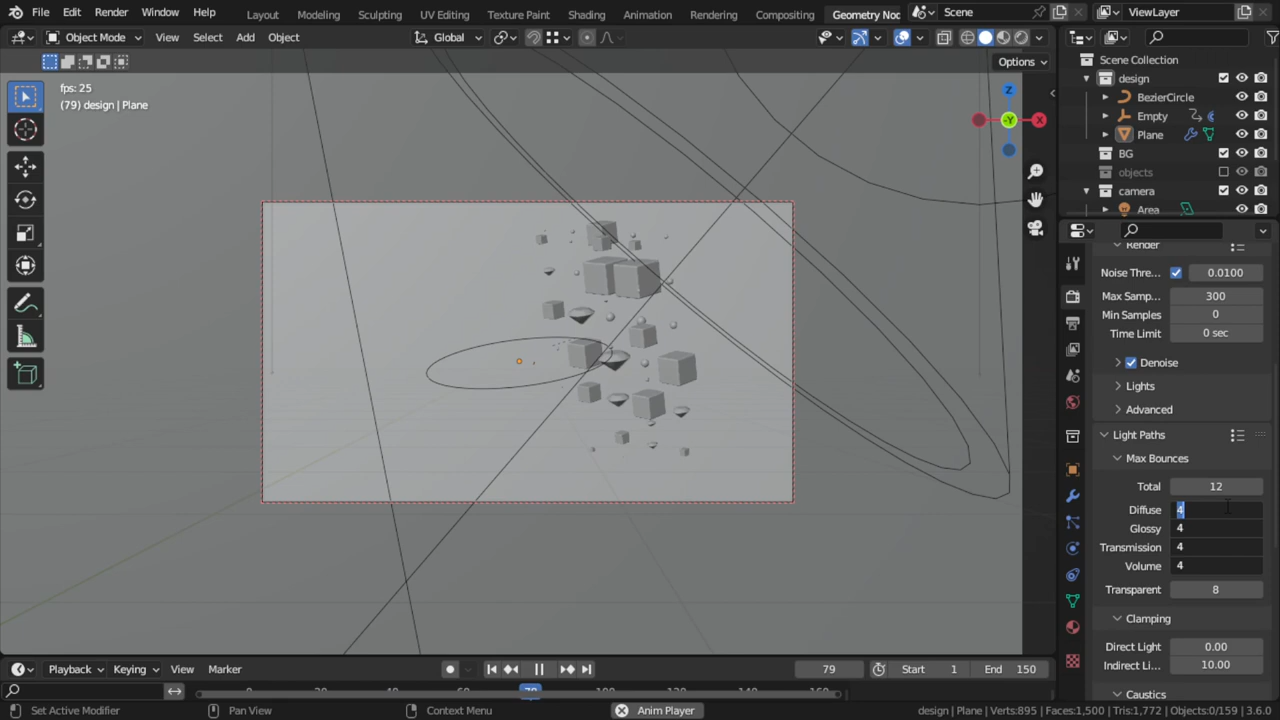 File Edit Render Window Help Layout Modeling Sculpting UV Editing Texture Paint Shading Animation Rendering Compositing Geometry Noc Scene ViewLayer
Object Mode View Select Add Object Global
Options
fps: 25
(79) design | Plane
Z
-Y
X
Scene Collection
design
BezierCircle
Empty
Plane
BG
objects
camera
Area
Render
Noise Thre... 0.0100
Max Samp... 300
Min Samples 0
Time Limit 0 sec
Denoise
Lights
Advanced
Light Paths
Max Bounces
Total 12
Diffuse 4
Glossy 4
Transmission 4
Volume 4
Transparent 8
Clamping
Direct Light 0.00
Indirect Li... 10.00
Caustics
Playback Keying View Marker 79 Start 1 End 150
Set Active Modifier Pan View Context Menu Anim Player design | Plane | Verts:895 | Faces:1,500 | Tris:1,772 | Objects:0/159 | 3.6.0